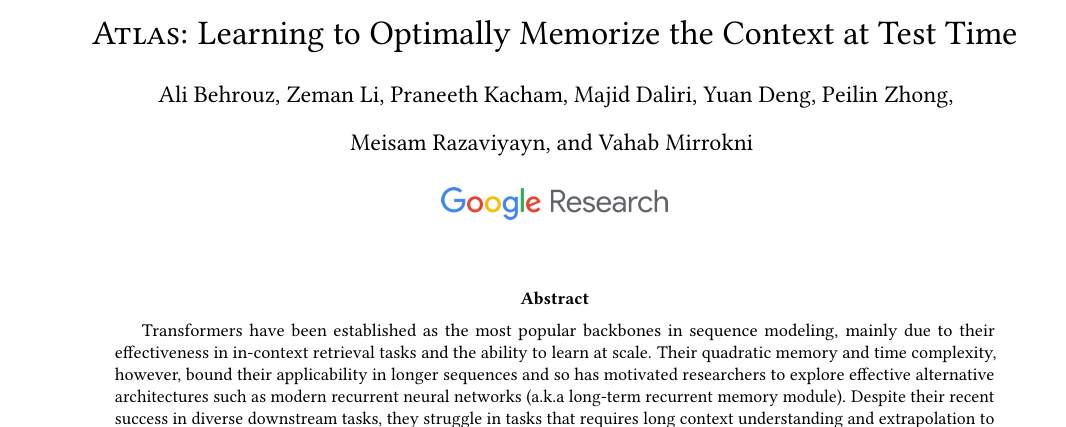 ATLAS: Learning to Optimally Memorize the Context at Test Time
Ali Behrouz, Zeman Li, Praneeth Kacham, Majid Daliri, Yuan Deng, Peilin Zhong,
Meisam Razaviyayn, and Vahab Mirrokni
Google Research
Abstract
Transformers have been established as the most popular backbones in sequence modeling, mainly due to their
effectiveness in in-context retrieval tasks and the ability to learn at scale. Their quadratic memory and time complexity,
however, bound their applicability in longer sequences and so has motivated researchers to explore effective alternative
architectures such as modern recurrent neural networks (a.k.a long-term recurrent memory module). Despite their recent
success in diverse downstream tasks, they struggle in tasks that requires long context understanding and extrapolation to